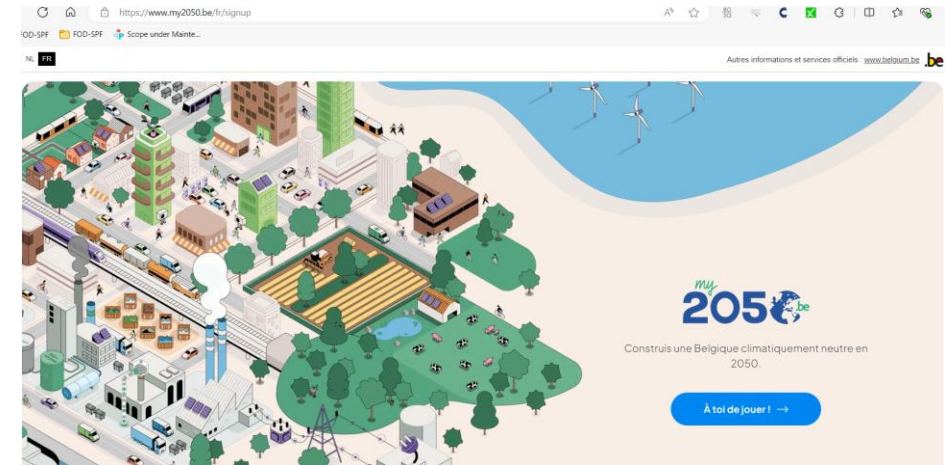 https://www.my2050.be/fr/signup
FOD-SPF FOD-SPF Scope under Mainte...
NL FR
Autres informations et services officiels : www.belgium.be .be
my
2050.be
Construis une Belgique climatiquement neutre en
2050.
À toi de jouer ! →